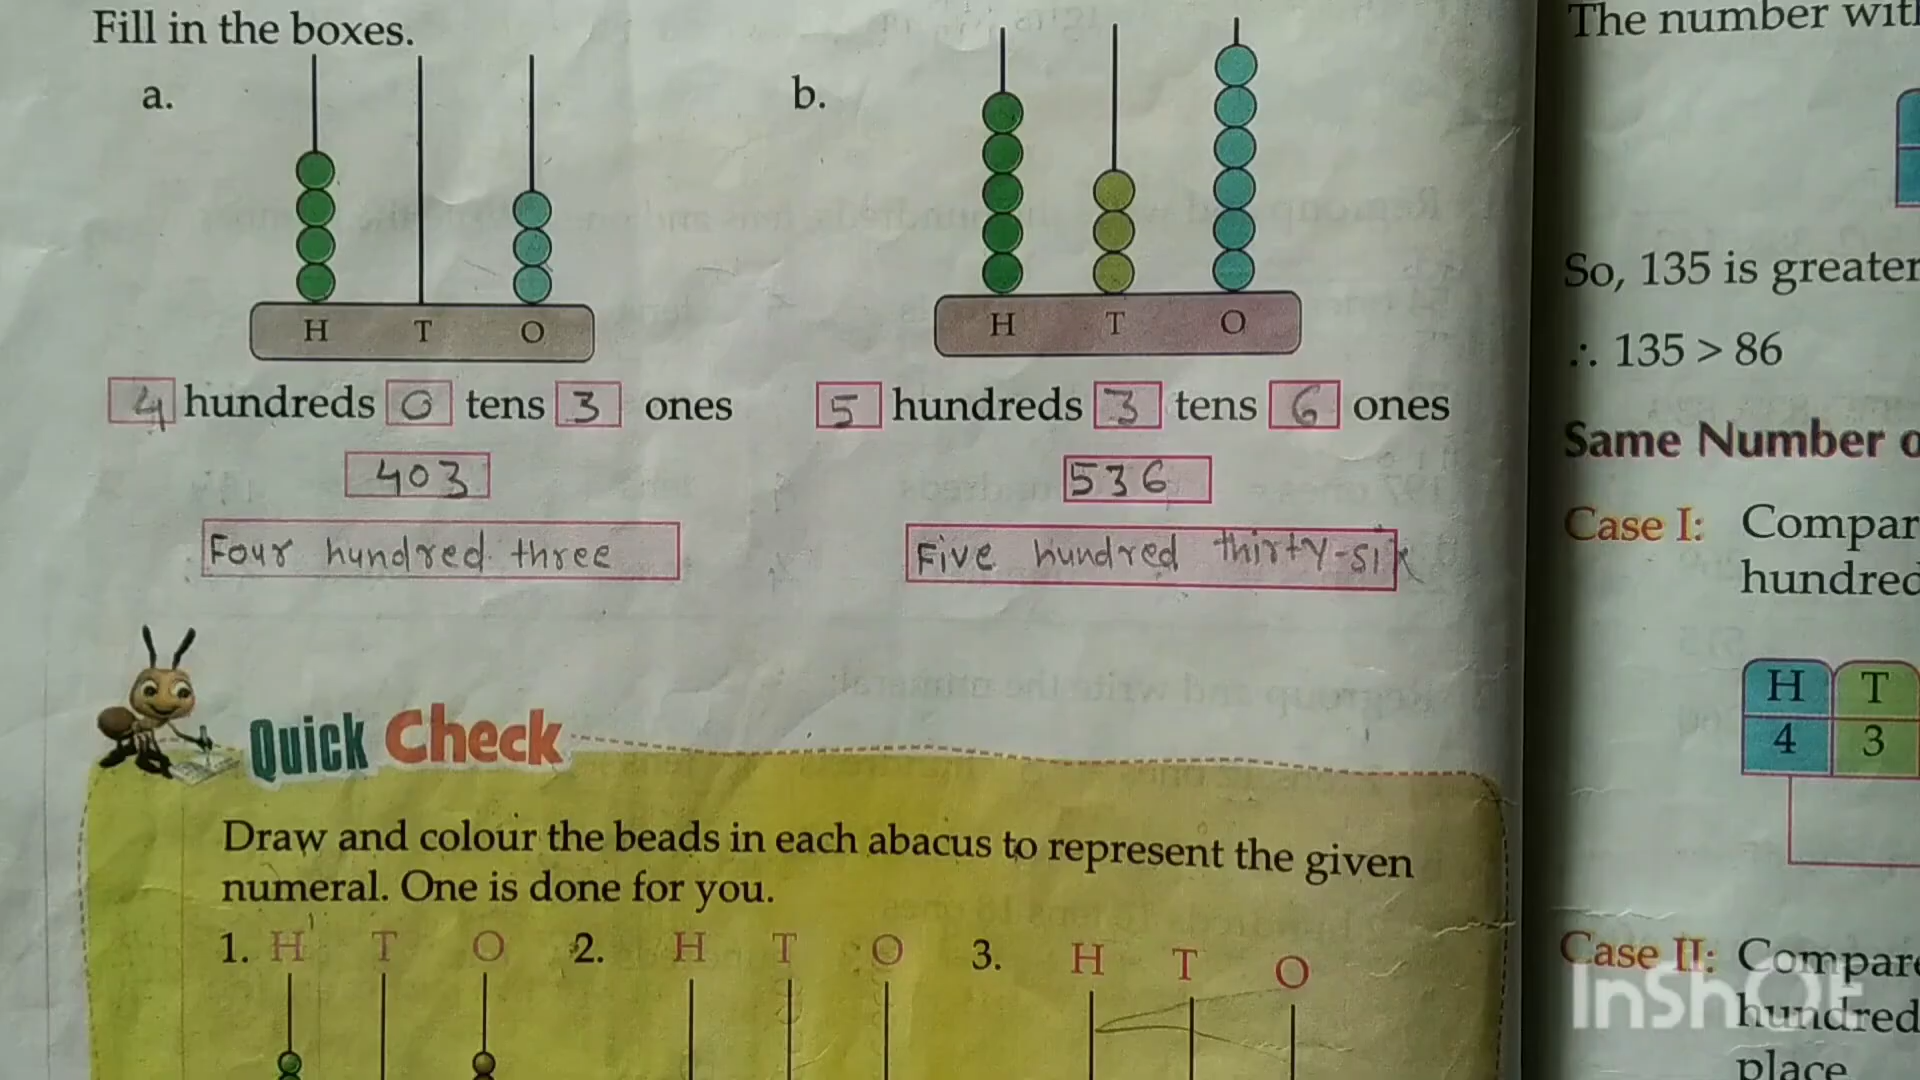 Fill in the boxes.
a.
H T O
4 hundreds 0 tens 3 ones
403
Four hundred three
b.
H T O
5 hundreds 3 tens 6 ones
536
Five hundred thirty-six
Quick Check
Draw and colour the beads in each abacus to represent the given
numeral. One is done for you.
1. H T O 2. H T O 3. H T O
The number
So, 135 is greater
∴ 135 > 86
Same Number
Case I: Compar
hundred
H T
4 3
Case II: Compare
hundred
place
InShOt